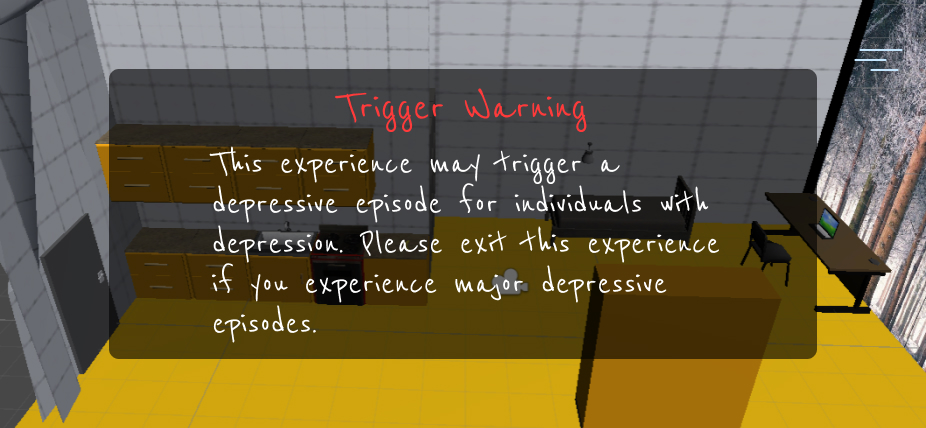 Trigger Warning
This experience may trigger a
depressive episode for individuals with
depression. Please exit this experience
if you experience major depressive
episodes.